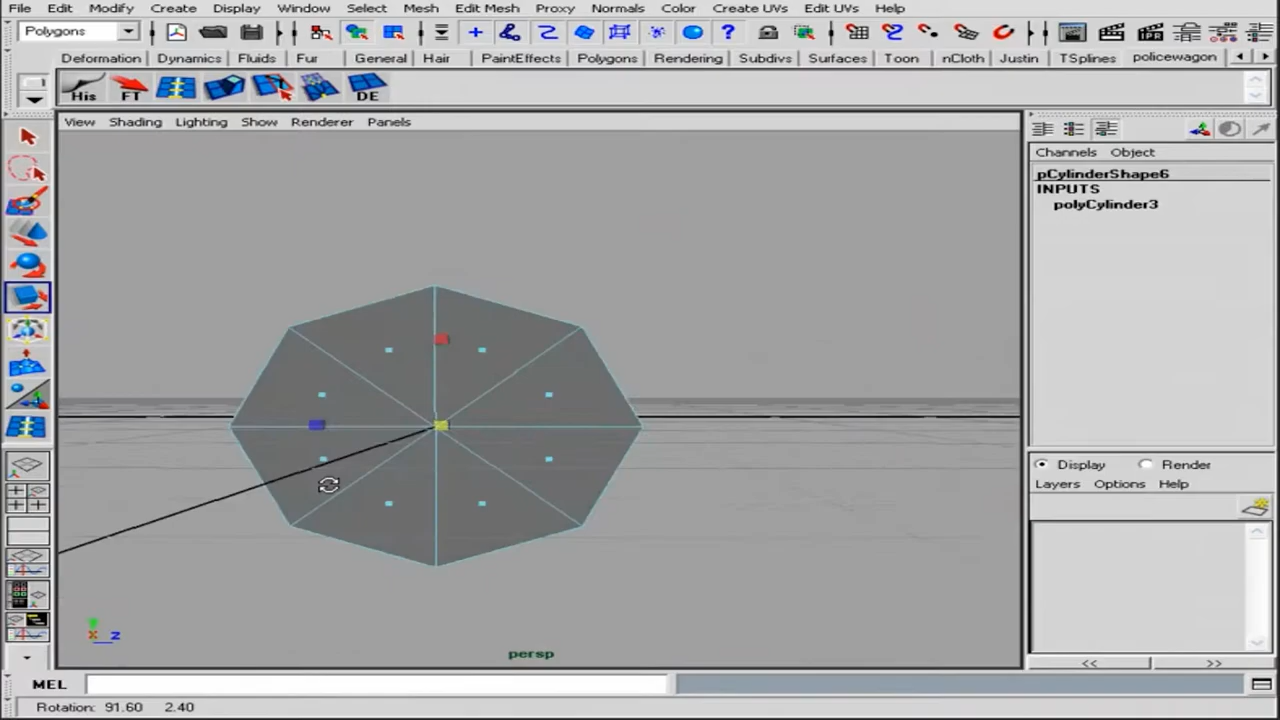 File Edit Modify Create Display Window Select Mesh Edit Mesh Proxy Normals Color Create UVs Edit UVs Help
Polygons
Deformation Dynamics Fluids Fur General Hair PaintEffects Polygons Rendering Subdivs Surfaces Toon nCloth Justin TSplines policewagon
His FT DE
View Shading Lighting Show Renderer Panels
Channels Object
pCylinderShape6
INPUTS
polyCylinder3
Display Render
Layers Options Help
<< >>
x z
persp
MEL
Rotation: 91.60 2.40